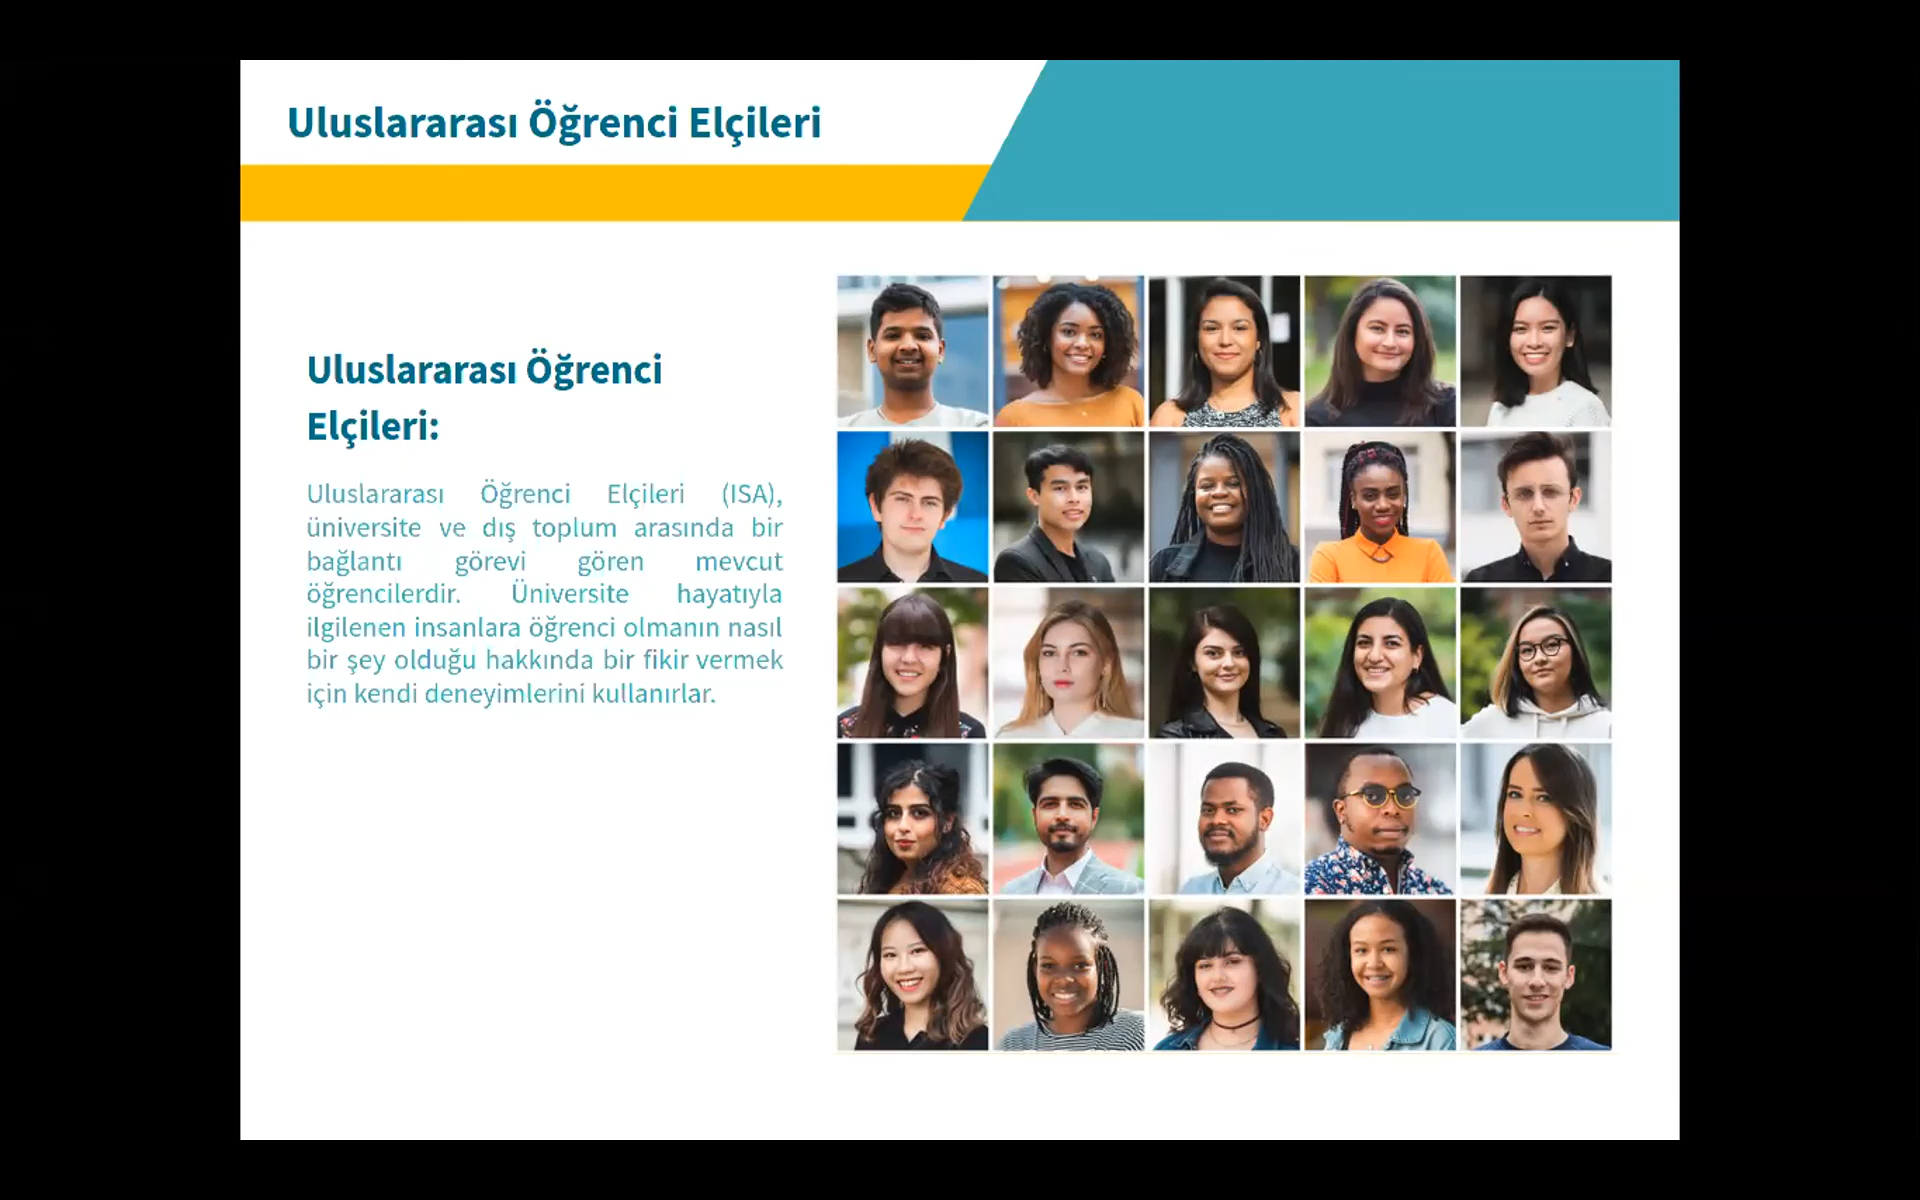 Uluslararası Öğrenci Elçileri
Uluslararası Öğrenci
Elçileri:
Uluslararası Öğrenci Elçileri (ISA),
üniversite ve dış toplum arasında bir
bağlantı görevi gören mevcut
öğrencilerdir. Üniversite hayatıyla
ilgilenen insanlara öğrenci olmanın nasıl
bir şey olduğu hakkında bir fikir vermek
için kendi deneyimlerini kullanırlar.